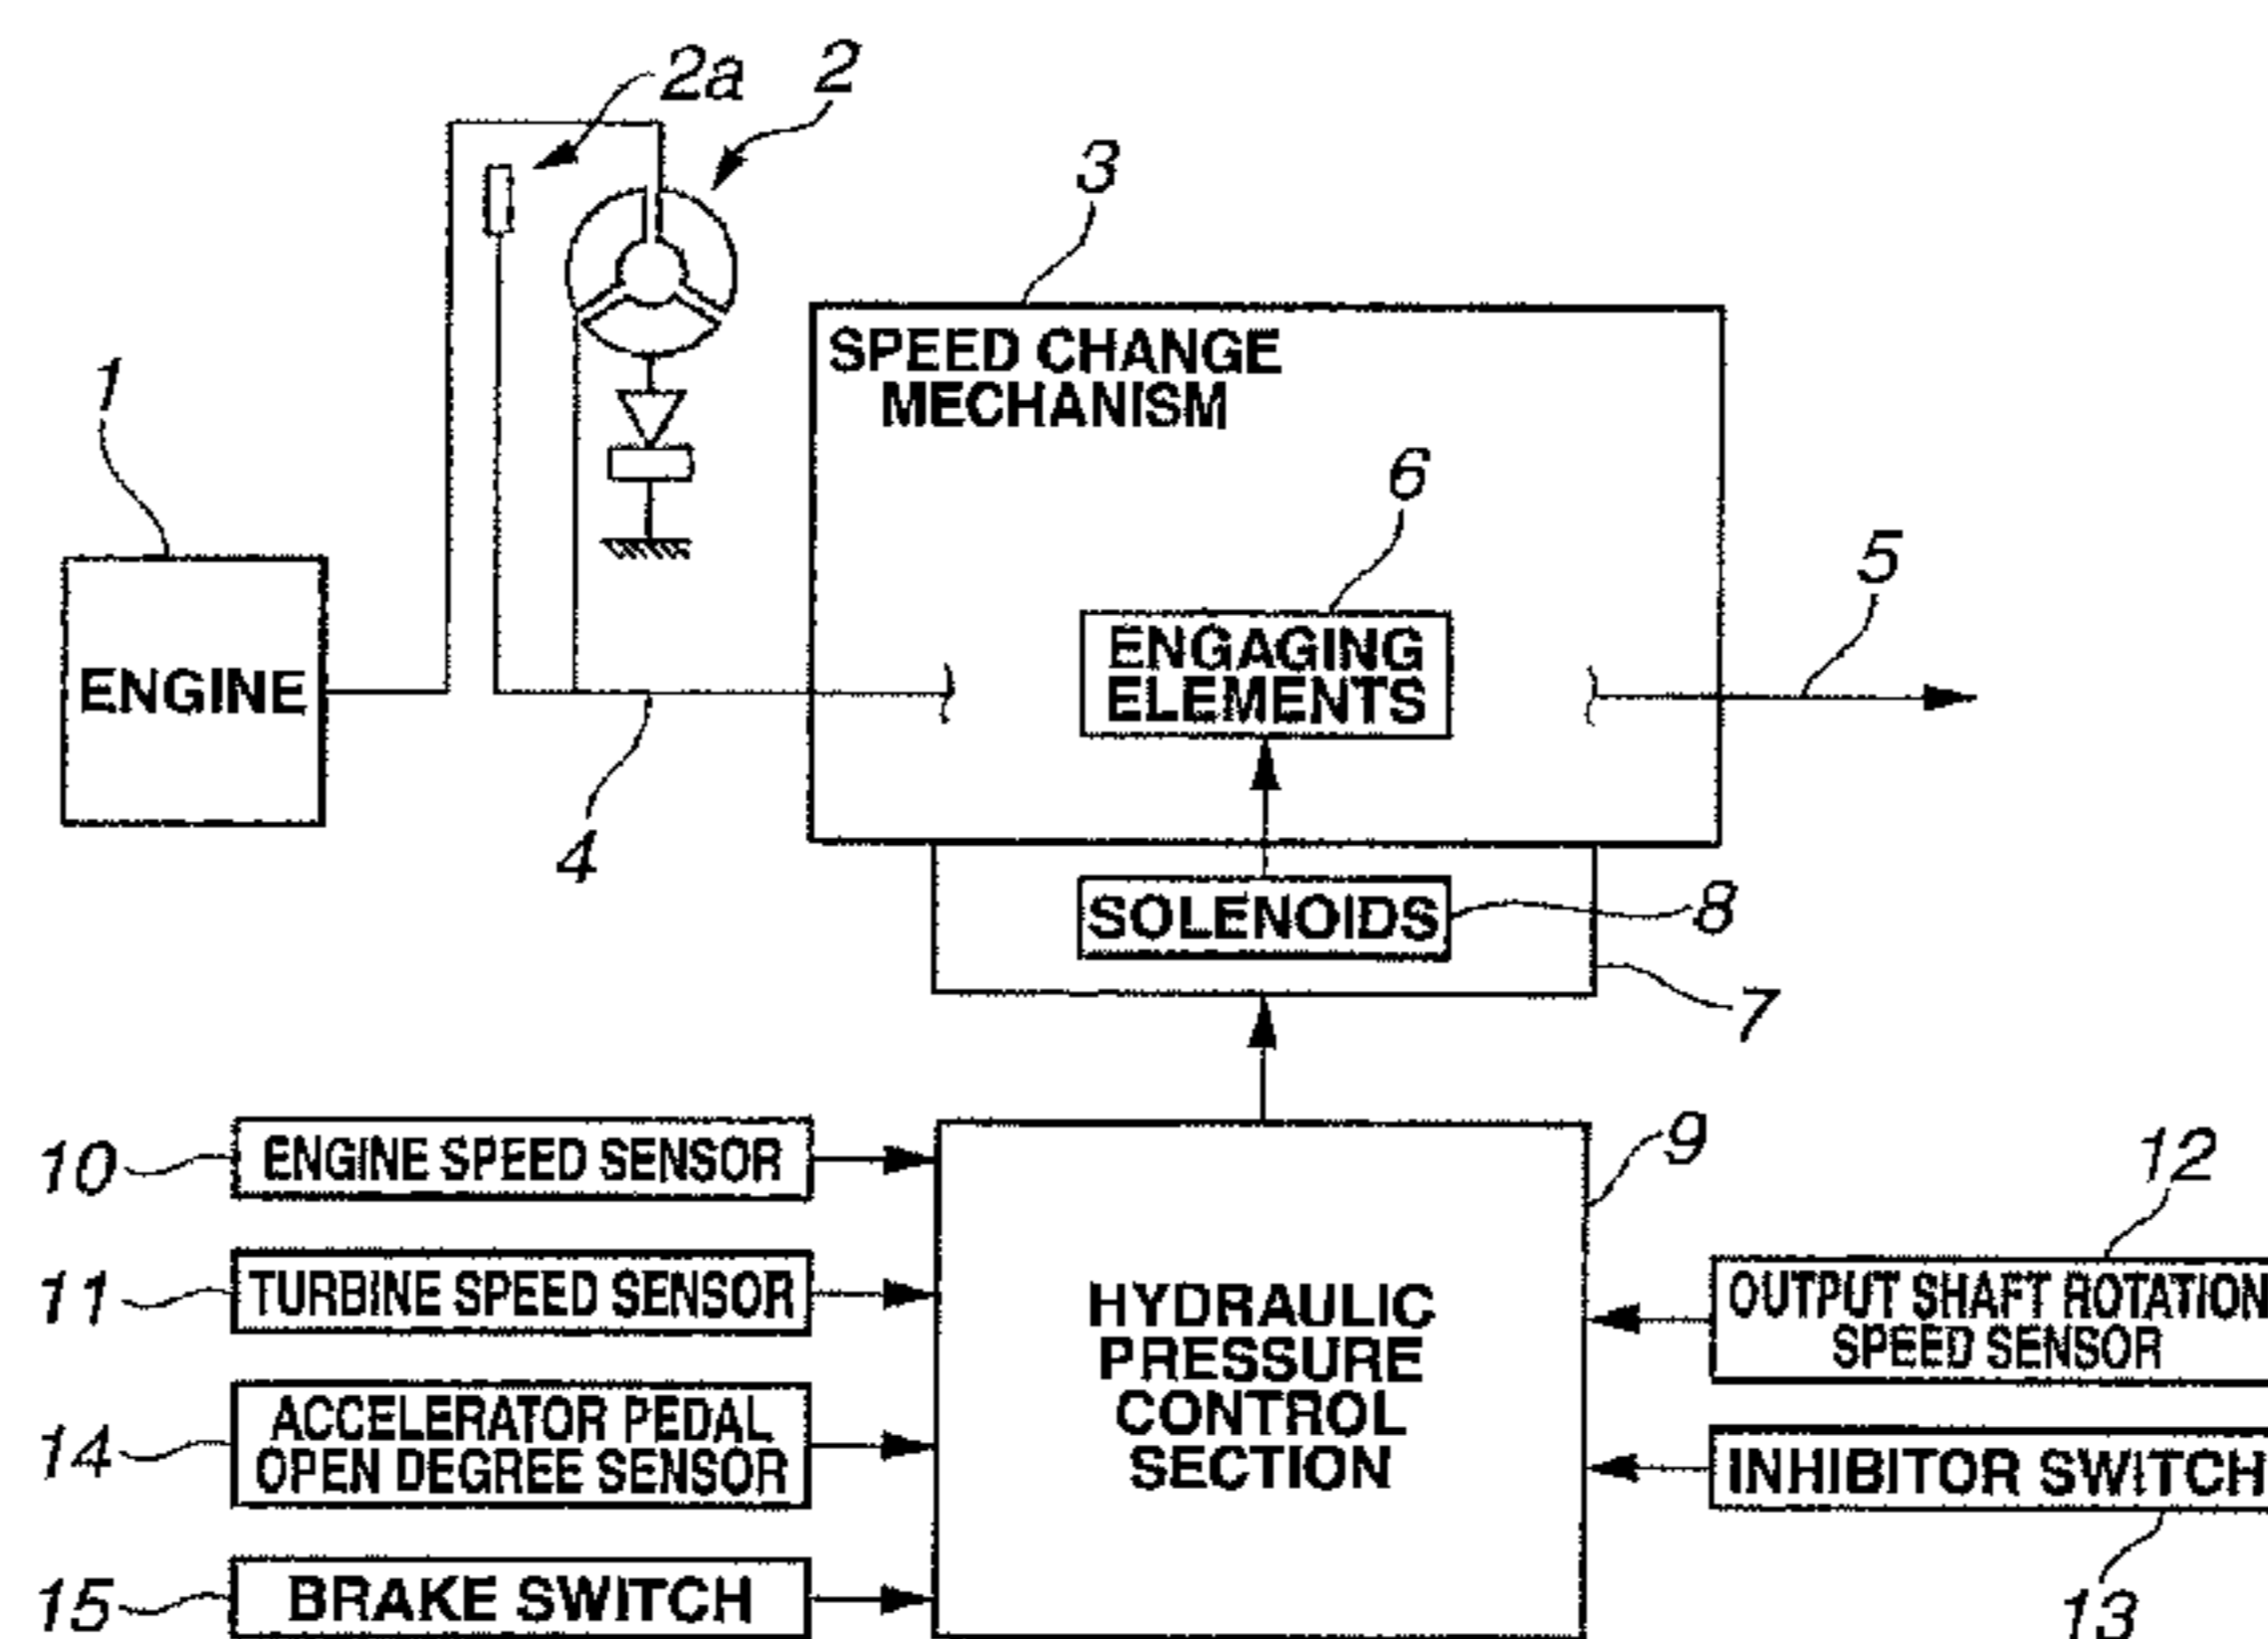 2a
2
3
SPEED CHANGE
MECHANISM
1
6
5
ENGINE
ENGAGING
ELEMENTS
4
SOLENOIDS
8
7
10
ENGINE SPEED SENSOR
9
12
11
TURBINE SPEED SENSOR
HYDRAULIC
PRESSURE
CONTROL
SECTION
OUTPUT SHAFT ROTATION
SPEED SENSOR
14
ACCELERATOR PEDAL
OPEN DEGREE SENSOR
INHIBITOR SWITCH
15
BRAKE SWITCH
13